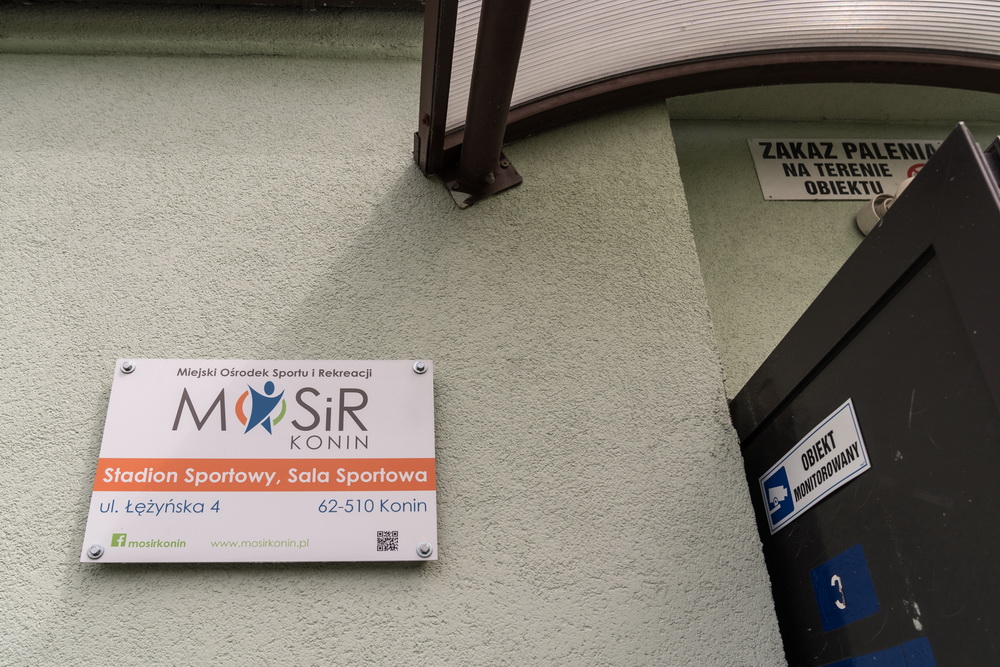 ZAKAZ PALENIA
NA TERENIE
OBIEKTU
Miejski Ośrodek Sportu i Rekreacji
MOSiR
KONIN
Stadion Sportowy, Sala Sportowa
ul. Łężyńska 4 62-510 Konin
f mosirkonin www.mosirkonin.pl
OBIEKT
MONITOROWANY
3